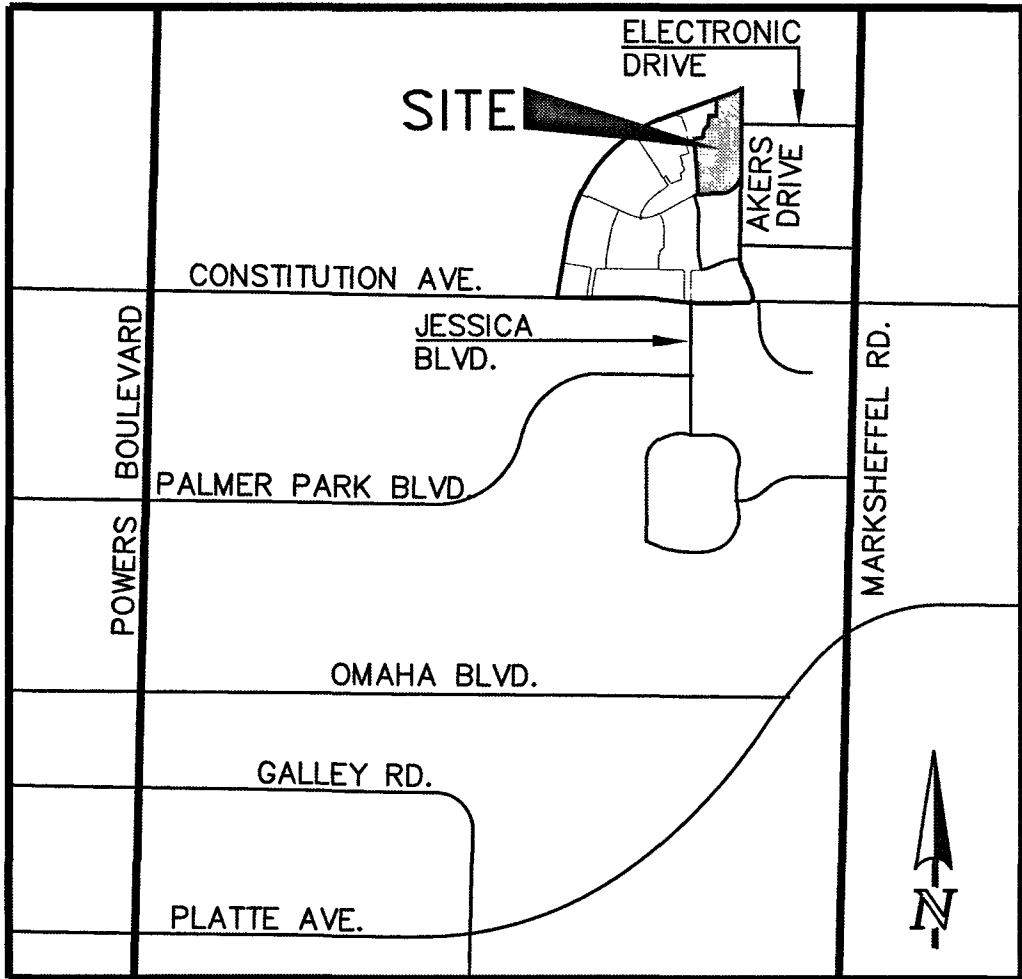 ELECTRONIC
DRIVE
SITE
AKERS
DRIVE
CONSTITUTION AVE.
JESSICA
BLVD.
POWERS BOULEVARD
MARKSHEFFEL RD.
PALMER PARK BLVD.
OMAHA BLVD.
GALLEY RD.
PLATTE AVE.
N